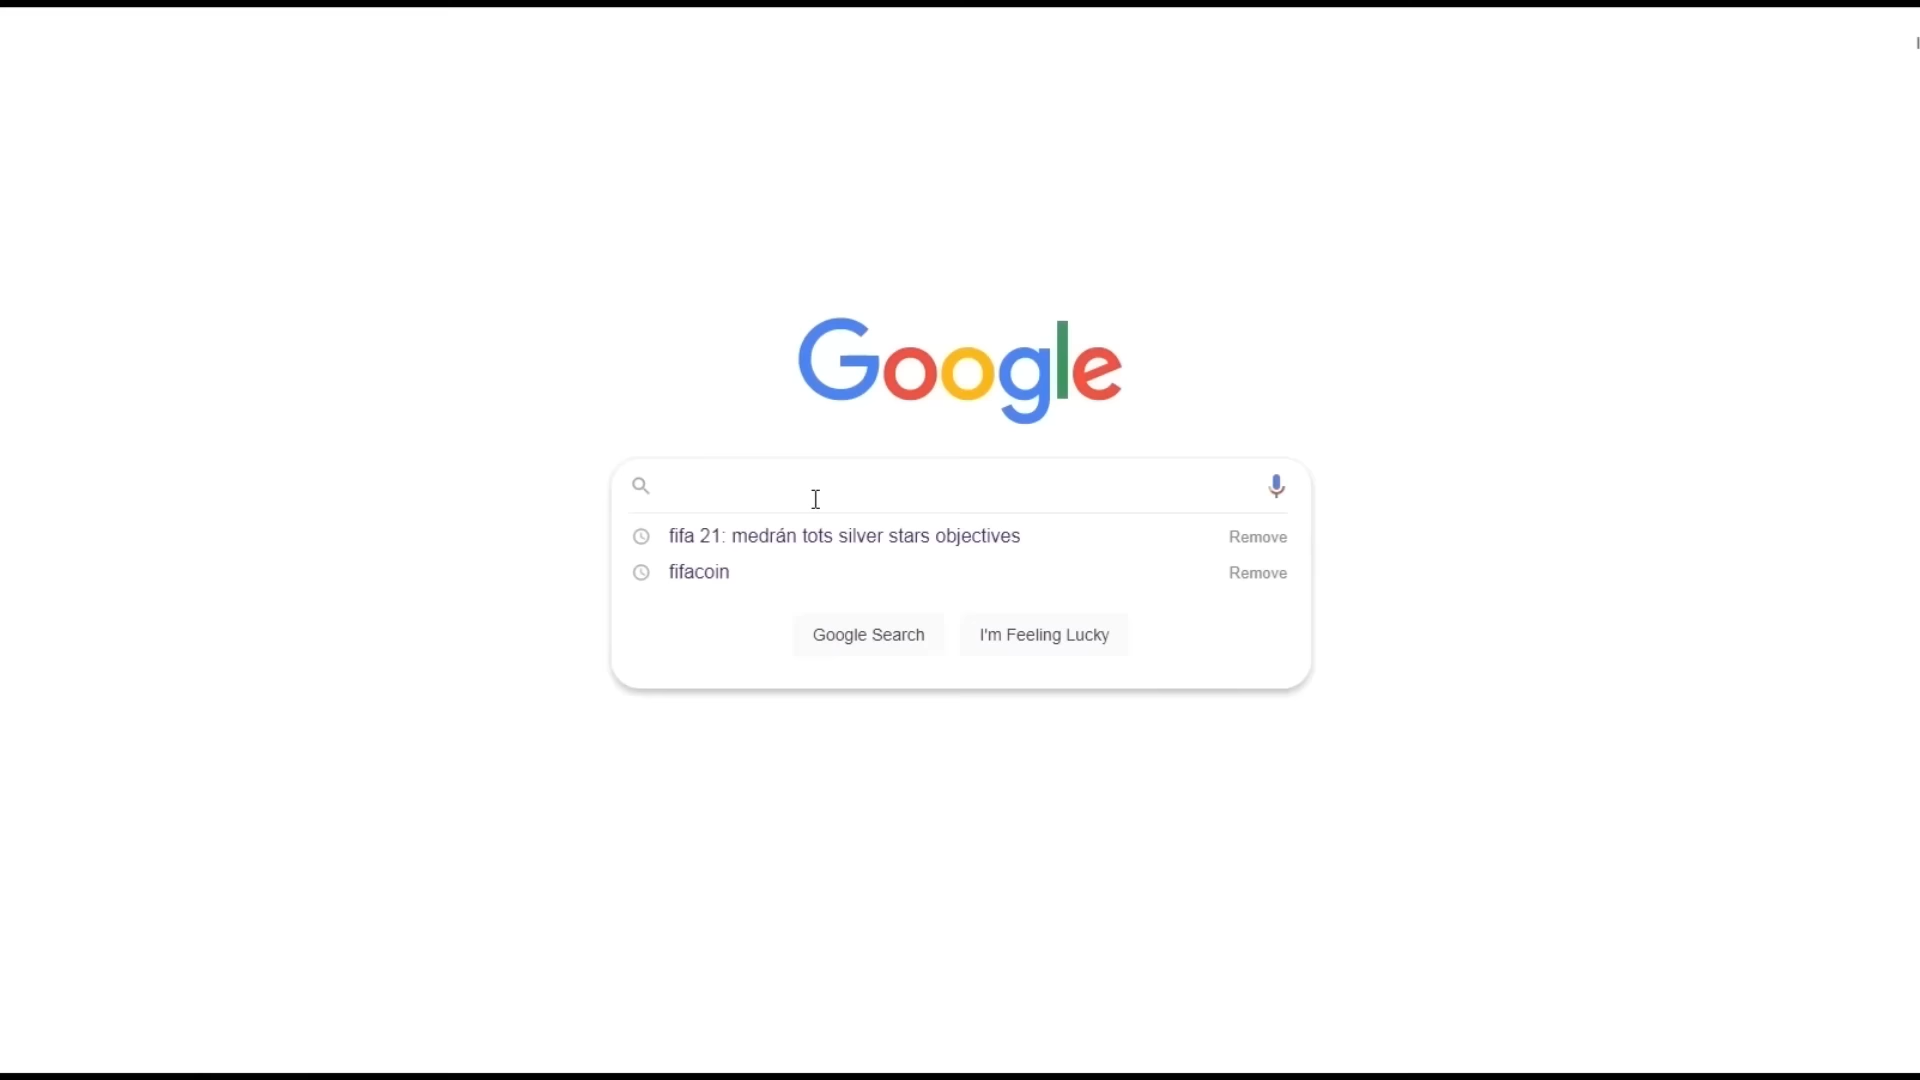 Google
fifa 21: medrán tots silver stars objectives Remove
fifacoin Remove
Google Search I'm Feeling Lucky